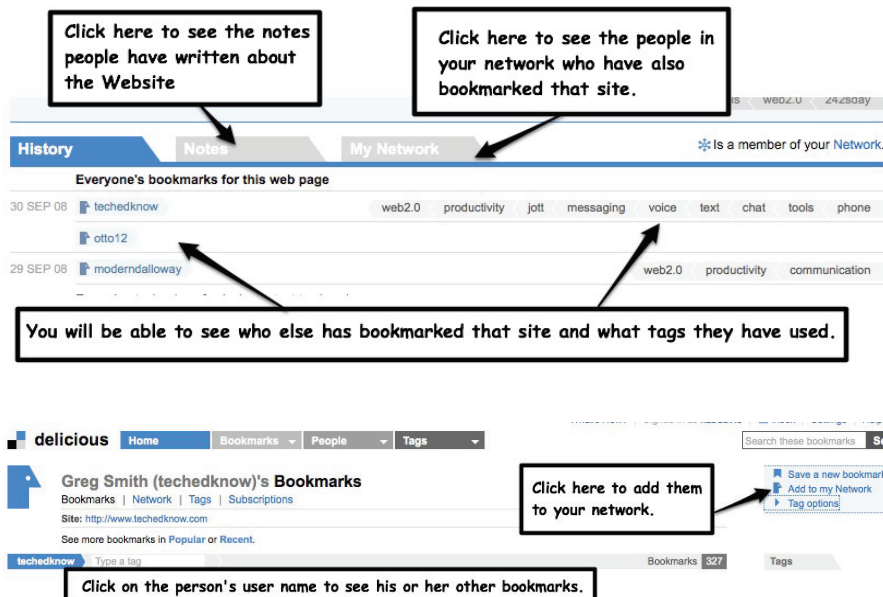 Click here to see the notes
people have written about
the Website
Click here to see the people in
your network who have also
bookmarked that site.
web2.0 242sday
History Notes My Network Is a member of your Network.
Everyone's bookmarks for this web page
30 SEP 08 techedknow web2.0 productivity jott messaging voice text chat tools phone
otto12
29 SEP 08 moderndalloway web2.0 productivity communication
You will be able to see who else has bookmarked that site and what tags they have used.
delicious Home Bookmarks People Tags Search these bookmarks
Greg Smith (techedknow)'s Bookmarks
Bookmarks | Network | Tags | Subscriptions
Site: http://www.techedknow.com
See more bookmarks in Popular or Recent.
Click here to add them
to your network.
Save a new bookmark
Add to my Network
Tag options
techedknow Type a tag Bookmarks 327 Tags
Click on the person's user name to see his or her other bookmarks.